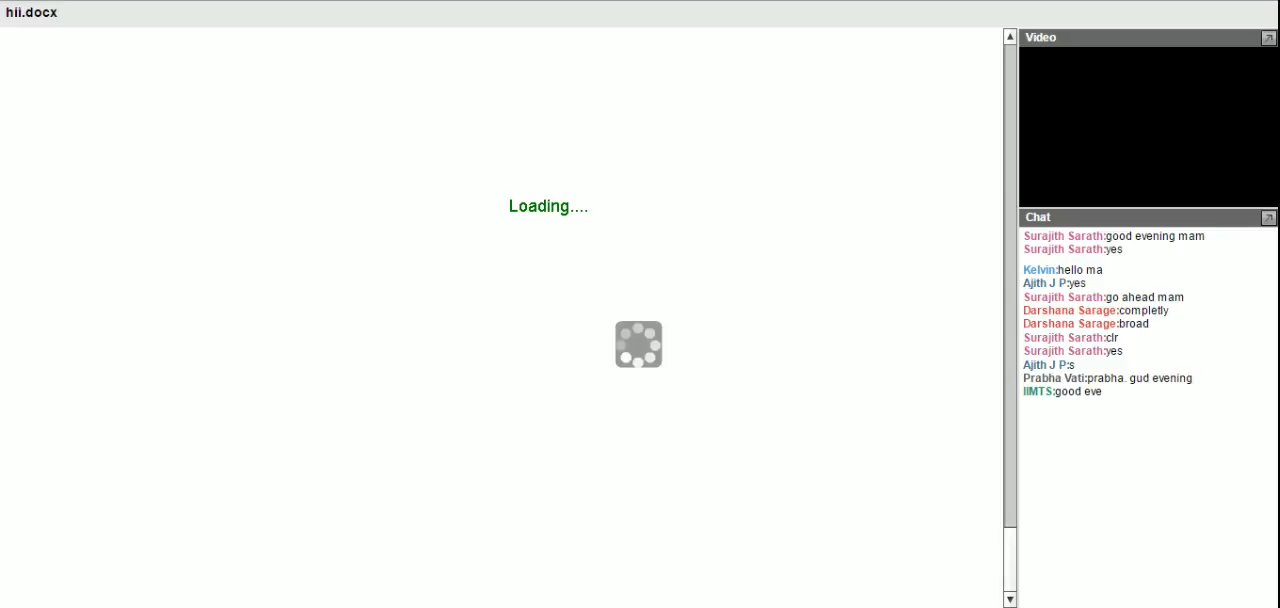 hii.docx
Loading....
Video
Chat
Surajith Sarath:good evening mam
Surajith Sarath:yes
Kelvin:hello ma
Ajith J P:yes
Surajith Sarath:go ahead mam
Darshana Sarage:completly
Darshana Sarage:broad
Surajith Sarath:clr
Surajith Sarath:yes
Ajith J P:s
Prabha Vati:prabha. gud evening
IIMTS:good eve